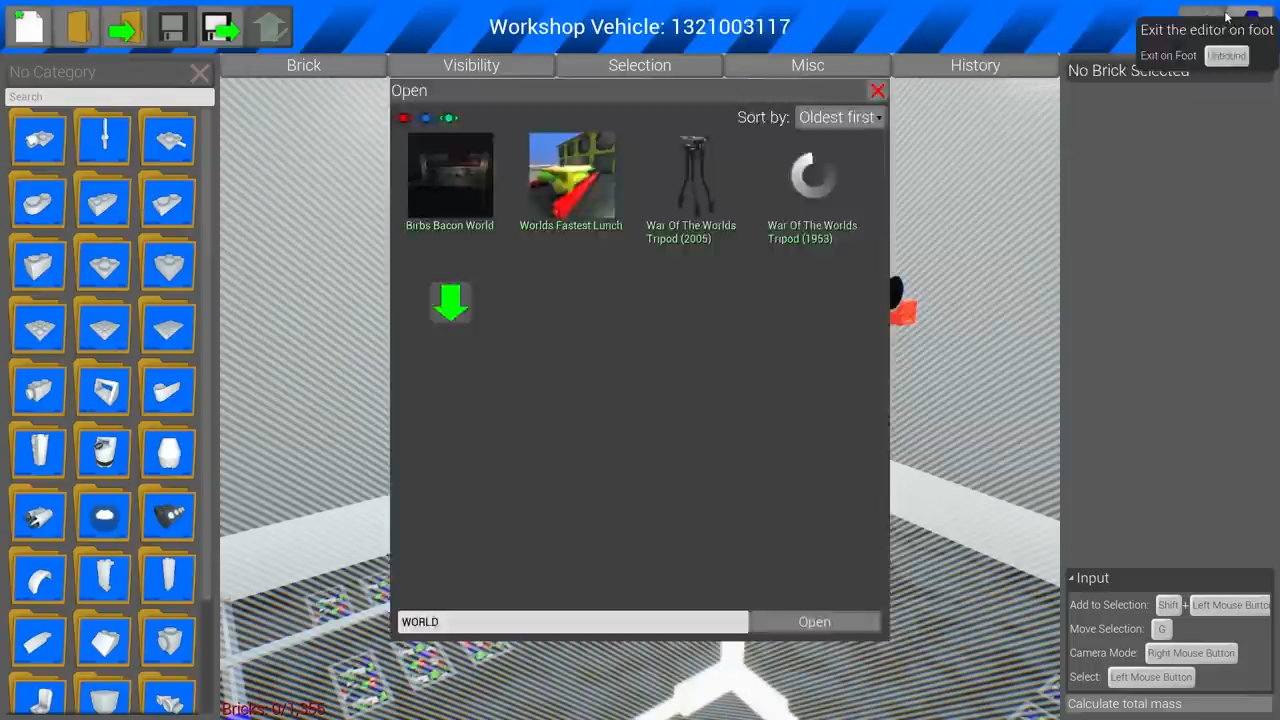 Workshop Vehicle: 1321003117
Exit the editor on foot
Exit on Foot Unbound
No Category
Search
Brick
Visibility
Selection
Misc
History
No Brick Selected
Open
Sort by: Oldest first
Birbs Bacon World
Worlds Fastest Lunch
War Of The Worlds
Tripod (2005)
War Of The Worlds
Tripod (1953)
WORLD
Open
Input
Add to Selection: Shift + Left Mouse Butto
Move Selection: G
Camera Mode: Right Mouse Button
Select: Left Mouse Button
Calculate total mass